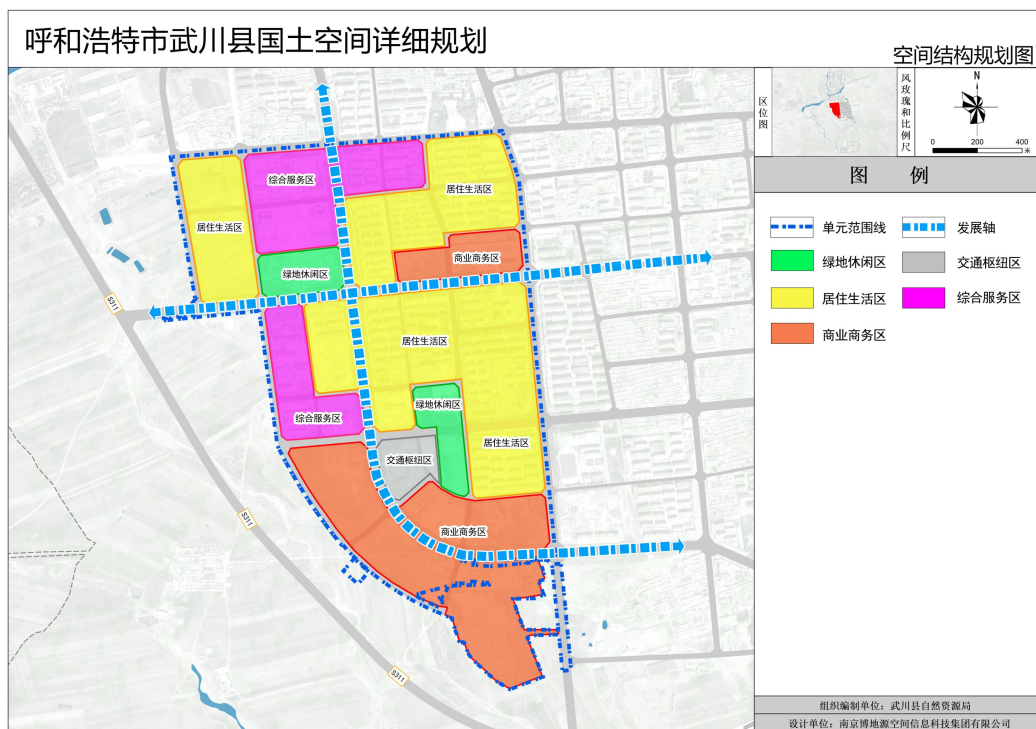 呼和浩特市武川县国土空间详细规划
空间结构规划图
区位图
风玫瑰和比例尺
N
0 200 400
米
图 例
单元范围线
发展轴
绿地休闲区
交通枢纽区
居住生活区
综合服务区
商业商务区
综合服务区
居住生活区
居住生活区
商业商务区
绿地休闲区
S311
居住生活区
绿地休闲区
综合服务区
居住生活区
交通枢纽区
S311
商业商务区
S311
组织编制单位：武川县自然资源局
设计单位：南京博地源空间信息科技集团有限公司